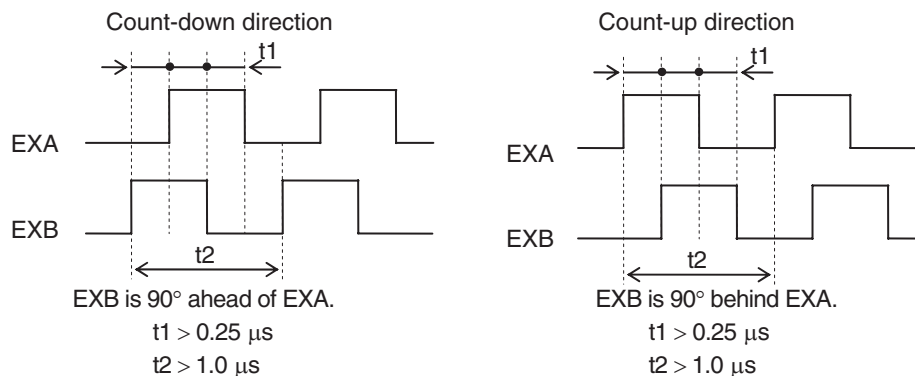 Count-down direction
t1
EXA
EXB
t2
EXB is 90° ahead of EXA.
t1 > 0.25 μs
t2 > 1.0 μs
Count-up direction
t1
EXA
EXB
t2
EXB is 90° behind EXA.
t1 > 0.25 μs
t2 > 1.0 μs